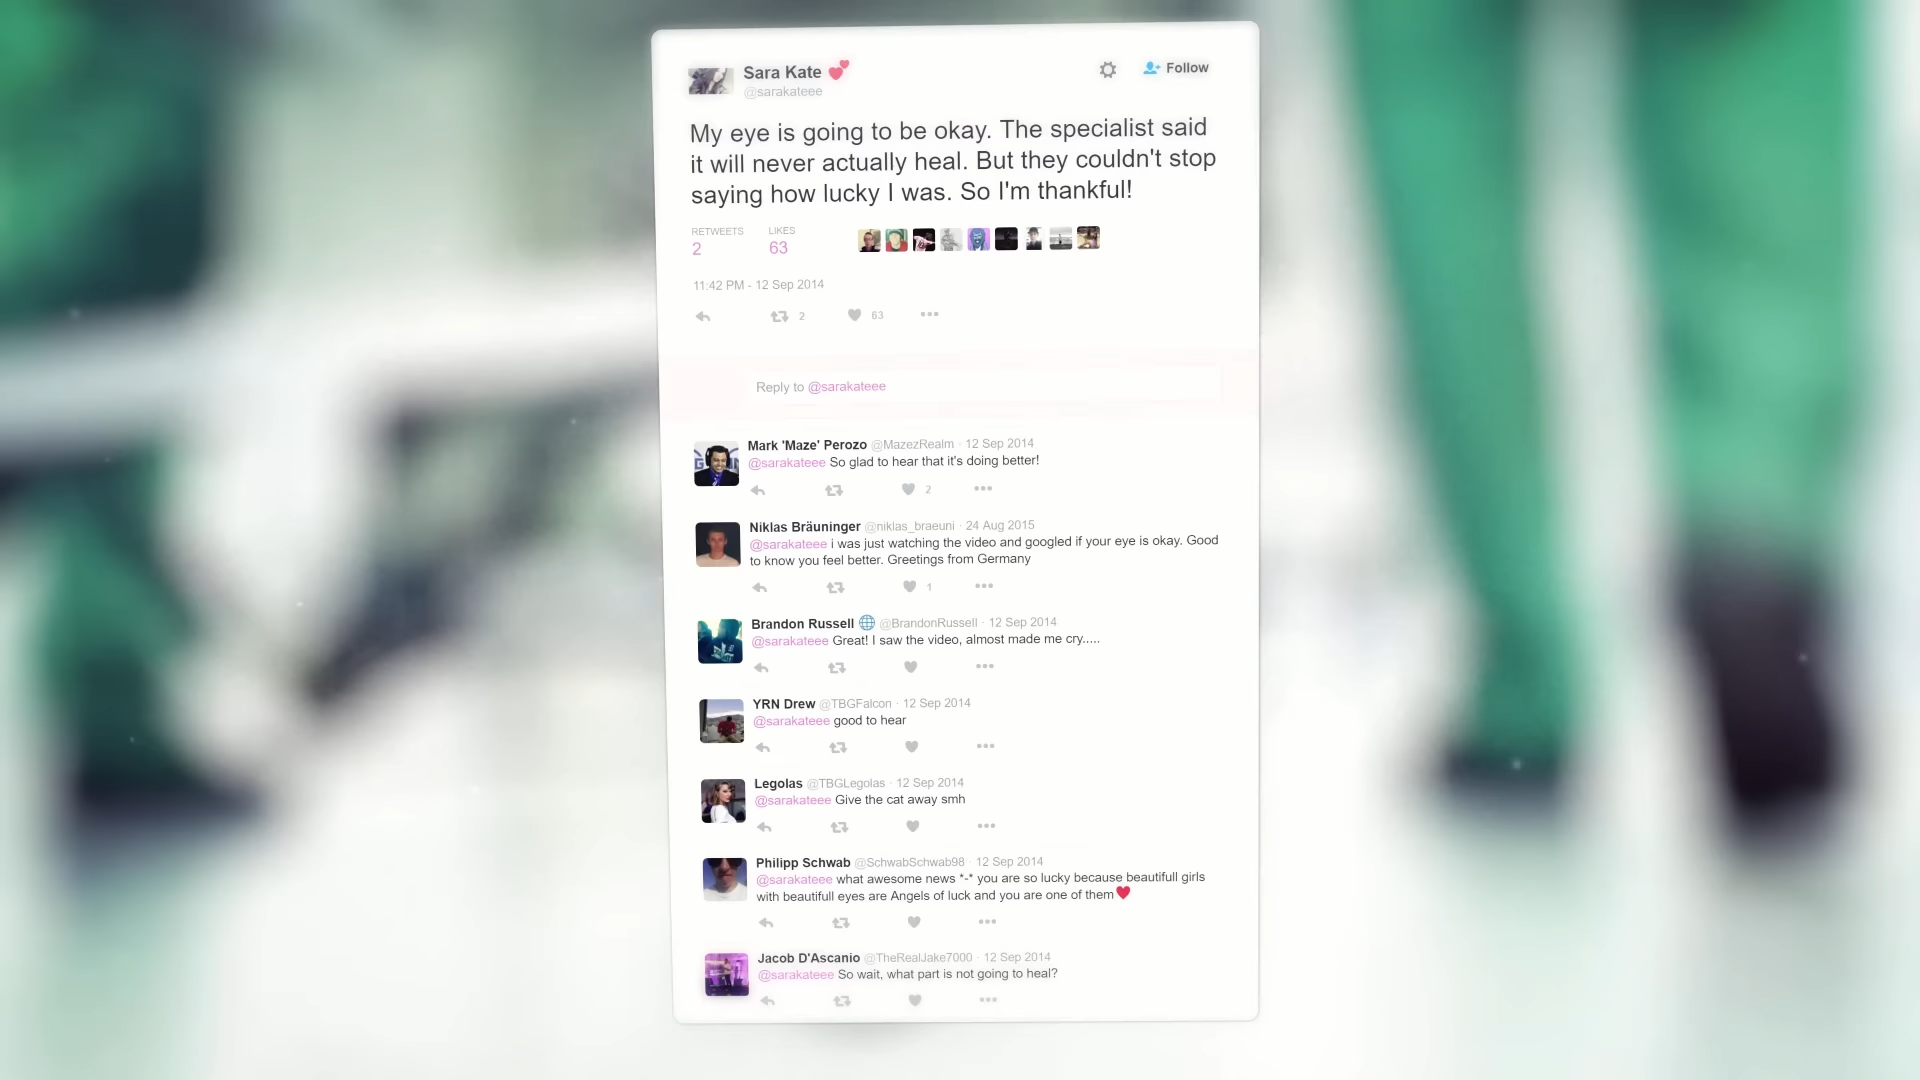 Sara Kate 💕
@sarakateee
Follow
My eye is going to be okay. The specialist said
it will never actually heal. But they couldn't stop
saying how lucky I was. So I'm thankful!
RETWEETS LIKES
2 63
11:42 PM - 12 Sep 2014
2 63
Reply to @sarakateee
Mark 'Maze' Perozo @MazezRealm · 12 Sep 2014
@sarakateee So glad to hear that it's doing better!
2
Niklas Bräuninger @niklas_braeuni · 24 Aug 2015
@sarakateee i was just watching the video and googled if your eye is okay. Good
to know you feel better. Greetings from Germany
1
Brandon Russell 🌐 @BrandonRussell · 12 Sep 2014
@sarakateee Great! I saw the video, almost made me cry.....
YRN Drew @TBGFalcon · 12 Sep 2014
@sarakateee good to hear
Legolas @TBGLegolas · 12 Sep 2014
@sarakateee Give the cat away smh
Philipp Schwab @SchwabSchwab98 · 12 Sep 2014
@sarakateee what awesome news *-* you are so lucky because beautifull girls
with beautifull eyes are Angels of luck and you are one of them❤
Jacob D'Ascanio @TheRealJake7000 · 12 Sep 2014
@sarakateee So wait, what part is not going to heal?